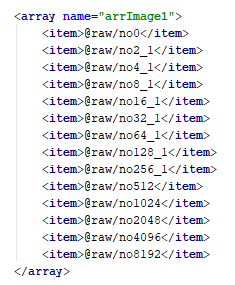 <array name="arrImage1">
<item>@raw/no0</item>
<item>@raw/no2_1</item>
<item>@raw/no4_1</item>
<item>@raw/no8_1</item>
<item>@raw/no16_1</item>
<item>@raw/no32_1</item>
<item>@raw/no64_1</item>
<item>@raw/no128_1</item>
<item>@raw/no256_1</item>
<item>@raw/no512</item>
<item>@raw/no1024</item>
<item>@raw/no2048</item>
<item>@raw/no4096</item>
<item>@raw/no8192</item>
</array>